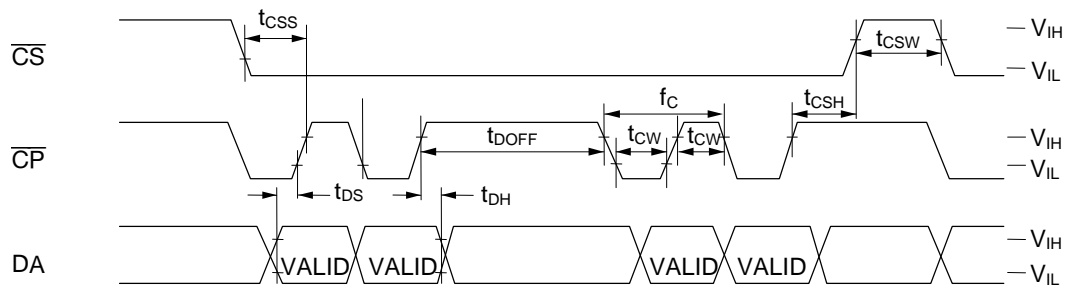 tCSS
CS
tCSW
VIH
VIL
fC
tCSH
CP
tDOFF
tCW
tCW
VIH
VIL
tDS
tDH
DA
VALID
VALID
VALID
VALID
VIH
VIL